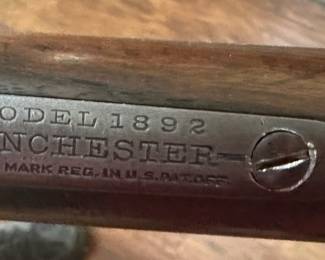 ODEL 1892
NCHESTER
MARK REG. IN U.S. PAT. OFF.